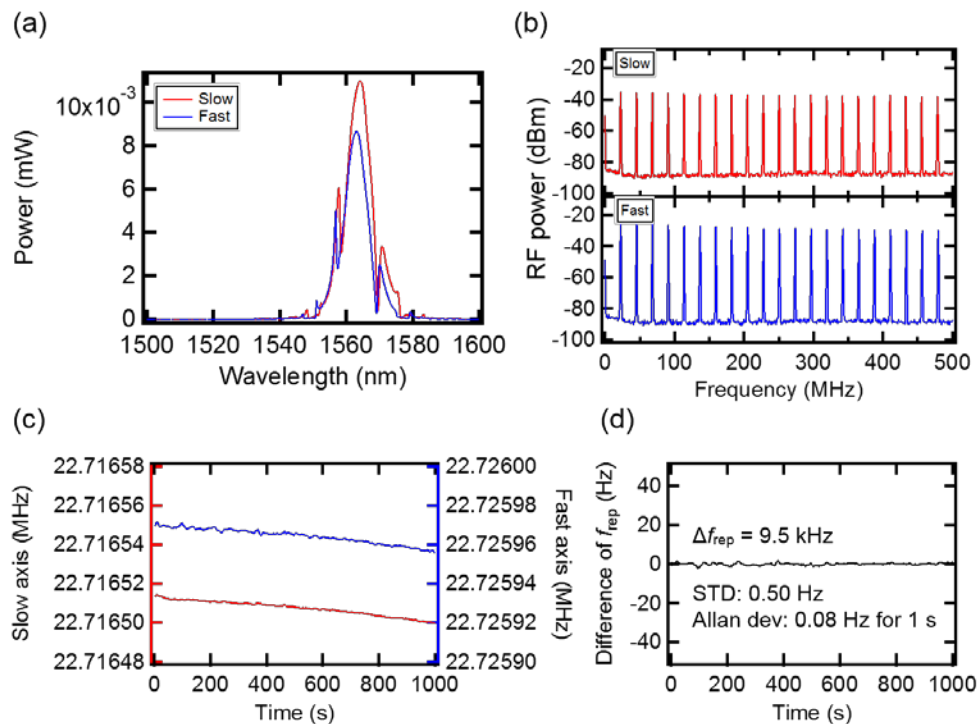 (a)
10x10⁻³
8
6
4
2
0
Power (mW)
Slow
Fast
1500 1520 1540 1560 1580 1600
Wavelength (nm)
(b)
RF power (dBm)
-20
-40
-60
-80
-100
Slow
-20
-40
-60
-80
-100
Fast
0 100 200 300 400 500
Frequency (MHz)
(c)
Slow axis (MHz)
22.71658
22.71655
22.71654
22.71651
22.71650
22.71648
22.72600
22.72598
22.72596
22.72594
22.72592
22.72590
Fast axis (MHz)
0 200 400 600 800 1000
Time (s)
(d)
Difference of f_rep (Hz)
40
20
0
-20
-40
Δf_rep = 9.5 kHz
STD: 0.50 Hz
Allan dev: 0.08 Hz for 1 s
0 200 400 600 800 1000
Time (s)